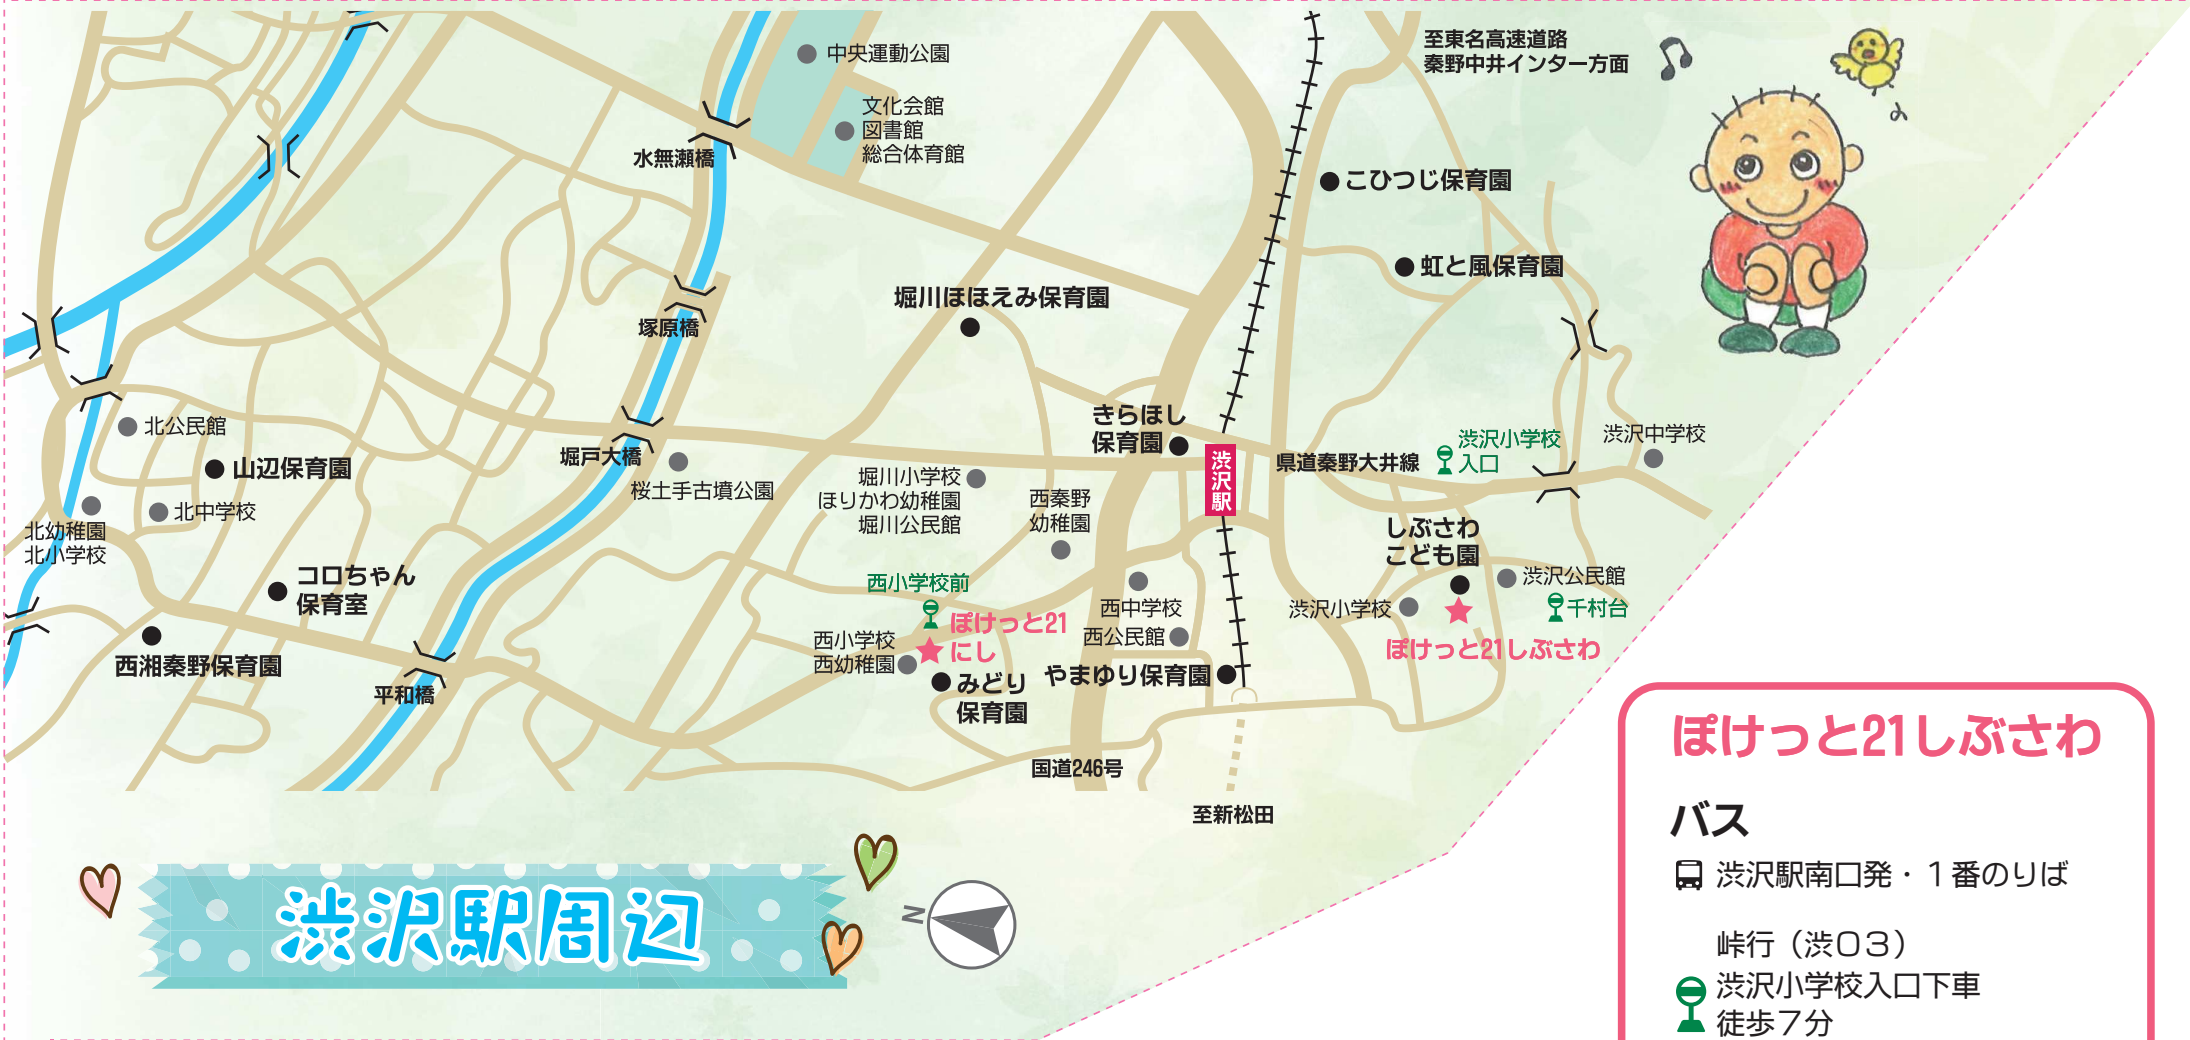 至東名高速道路
秦野中井インター方面
中央運動公園
文化会館
図書館
総合体育館
水無瀬橋
こひつじ保育園
虹と風保育園
堀川ほほえみ保育園
塚原橋
きらほし
保育園
渋沢駅
県道秦野大井線
渋沢小学校
入口
渋沢中学校
北公民館
山辺保育園
堀戸大橋
桜土手古墳公園
堀川小学校
ほりかわ幼稚園
堀川公民館
西秦野
幼稚園
北幼稚園
北小学校
北中学校
しぶさわ
こども園
コロちゃん
保育室
西小学校前
ぽけっと21
にし
西中学校
西公民館
渋沢小学校
渋沢公民館
千村台
ぽけっと21しぶさわ
西小学校
西幼稚園
西湘秦野保育園
平和橋
みどり
保育園
やまゆり保育園
国道246号
至新松田
渋沢駅周辺
N
ぽけっと21しぶさわ
バス
渋沢駅南口発・１番のりば
峠行（渋０３）
渋沢小学校入口下車
徒歩７分